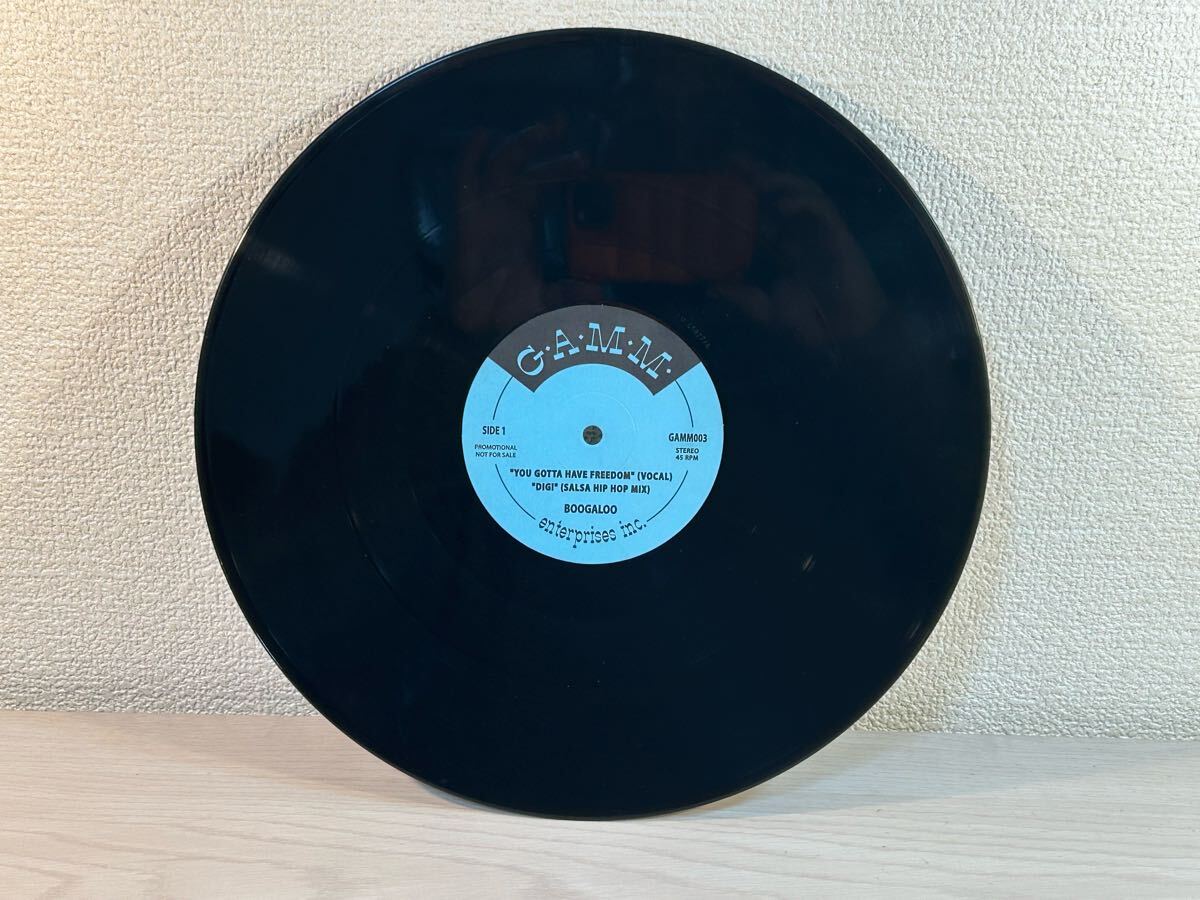 G·A·M·M·
SIDE 1
GAMM003
PROMOTIONAL
NOT FOR SALE
STEREO
45 RPM
"YOU GOTTA HAVE FREEDOM" (VOCAL)
"DIGI" (SALSA HIP HOP MIX)
BOOGALOO
enterprises inc.